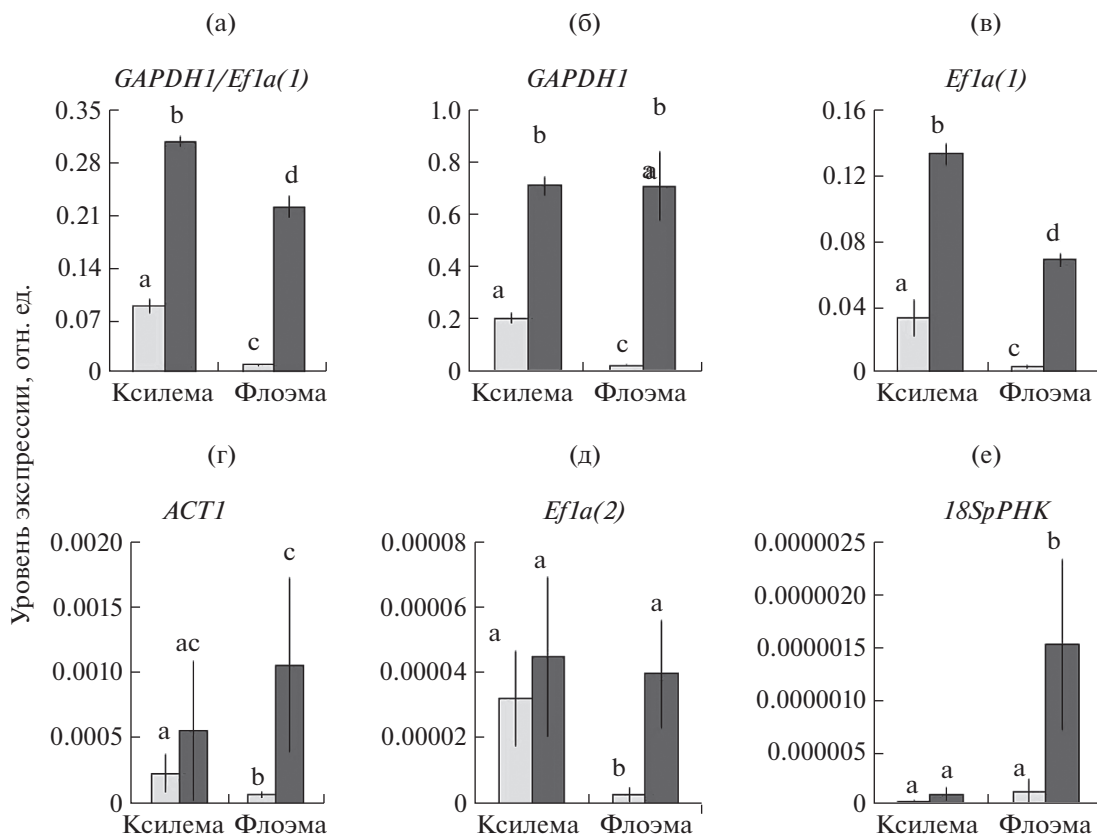 (а)
(б)
(в)
GAPDH1/Ef1a(1)
GAPDH1
Ef1a(1)
0.35
0.28
0.21
0.14
0.07
0
a
b
c
d
Ксилема Флоэма
1.0
0.8
0.6
0.4
0.2
0
a
b
c
b
a
a
Ксилема Флоэма
0.16
0.12
0.08
0.04
0
a
b
c
d
Ксилема Флоэма
Уровень экспрессии, отн. ед.
(г)
(д)
(е)
ACT1
Ef1a(2)
18SрРНК
0.0020
0.0015
0.0010
0.0005
0
a
ac
b
c
Ксилема Флоэма
0.00008
0.00006
0.00004
0.00002
0
a
a
b
a
Ксилема Флоэма
0.0000025
0.0000020
0.0000015
0.0000010
0.000005
0
a
a
a
b
Ксилема Флоэма